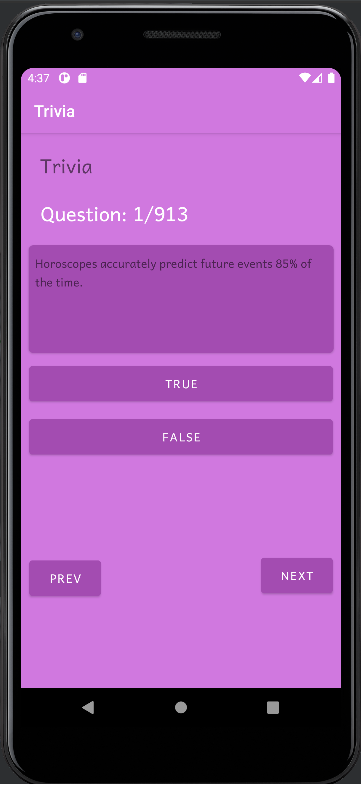 4:37
Trivia
Trivia
Question: 1/913
Horoscopes accurately predict future events 85% of
the time.
TRUE
FALSE
PREV
NEXT